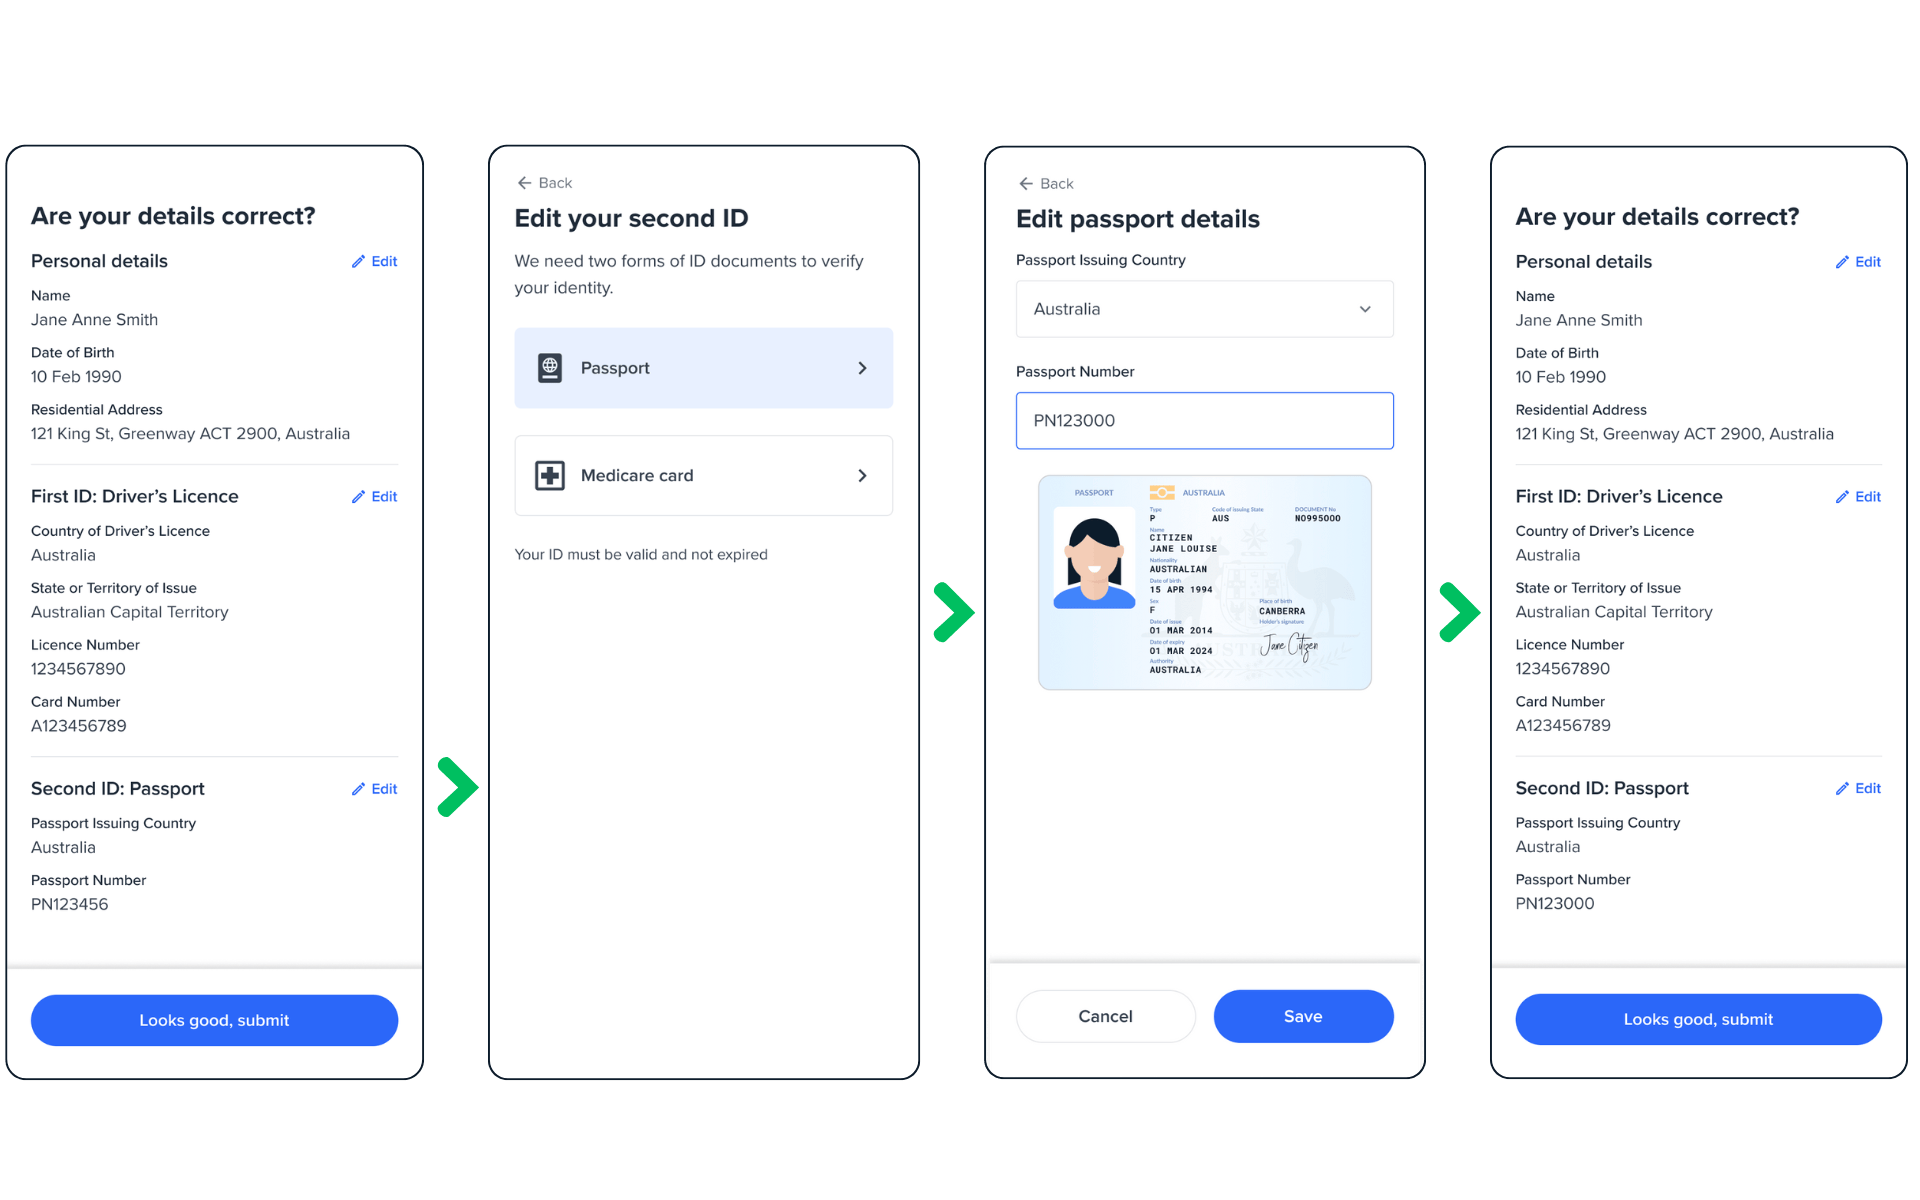 Are your details correct?
Personal details
Edit
Name
Jane Anne Smith
Date of Birth
10 Feb 1990
Residential Address
121 King St, Greenway ACT 2900, Australia
First ID: Driver’s Licence
Edit
Country of Driver’s Licence
Australia
State or Territory of Issue
Australian Capital Territory
Licence Number
1234567890
Card Number
A123456789
Second ID: Passport
Edit
Passport Issuing Country
Australia
Passport Number
PN123456
Looks good, submit
Back
Edit your second ID
We need two forms of ID documents to verify
your identity.
Passport
Medicare card
Your ID must be valid and not expired
Back
Edit passport details
Passport Issuing Country
Australia
Passport Number
PN123000
PASSPORT
AUSTRALIA
Type
Code of Issuing State
DOCUMENT No
P
AUS
N0995000
Name
CITIZEN
JANE LOUISE
Nationality
AUSTRALIAN
Date of birth
15 APR 1994
Sex
Place of birth
F
CANBERRA
Date of issue
Holder's signature
01 MAR 2014
Jane Citizen
Date of expiry
01 MAR 2024
Authority
AUSTRALIA
Cancel
Save
Are your details correct?
Personal details
Edit
Name
Jane Anne Smith
Date of Birth
10 Feb 1990
Residential Address
121 King St, Greenway ACT 2900, Australia
First ID: Driver’s Licence
Edit
Country of Driver’s Licence
Australia
State or Territory of Issue
Australian Capital Territory
Licence Number
1234567890
Card Number
A123456789
Second ID: Passport
Edit
Passport Issuing Country
Australia
Passport Number
PN123000
Looks good, submit